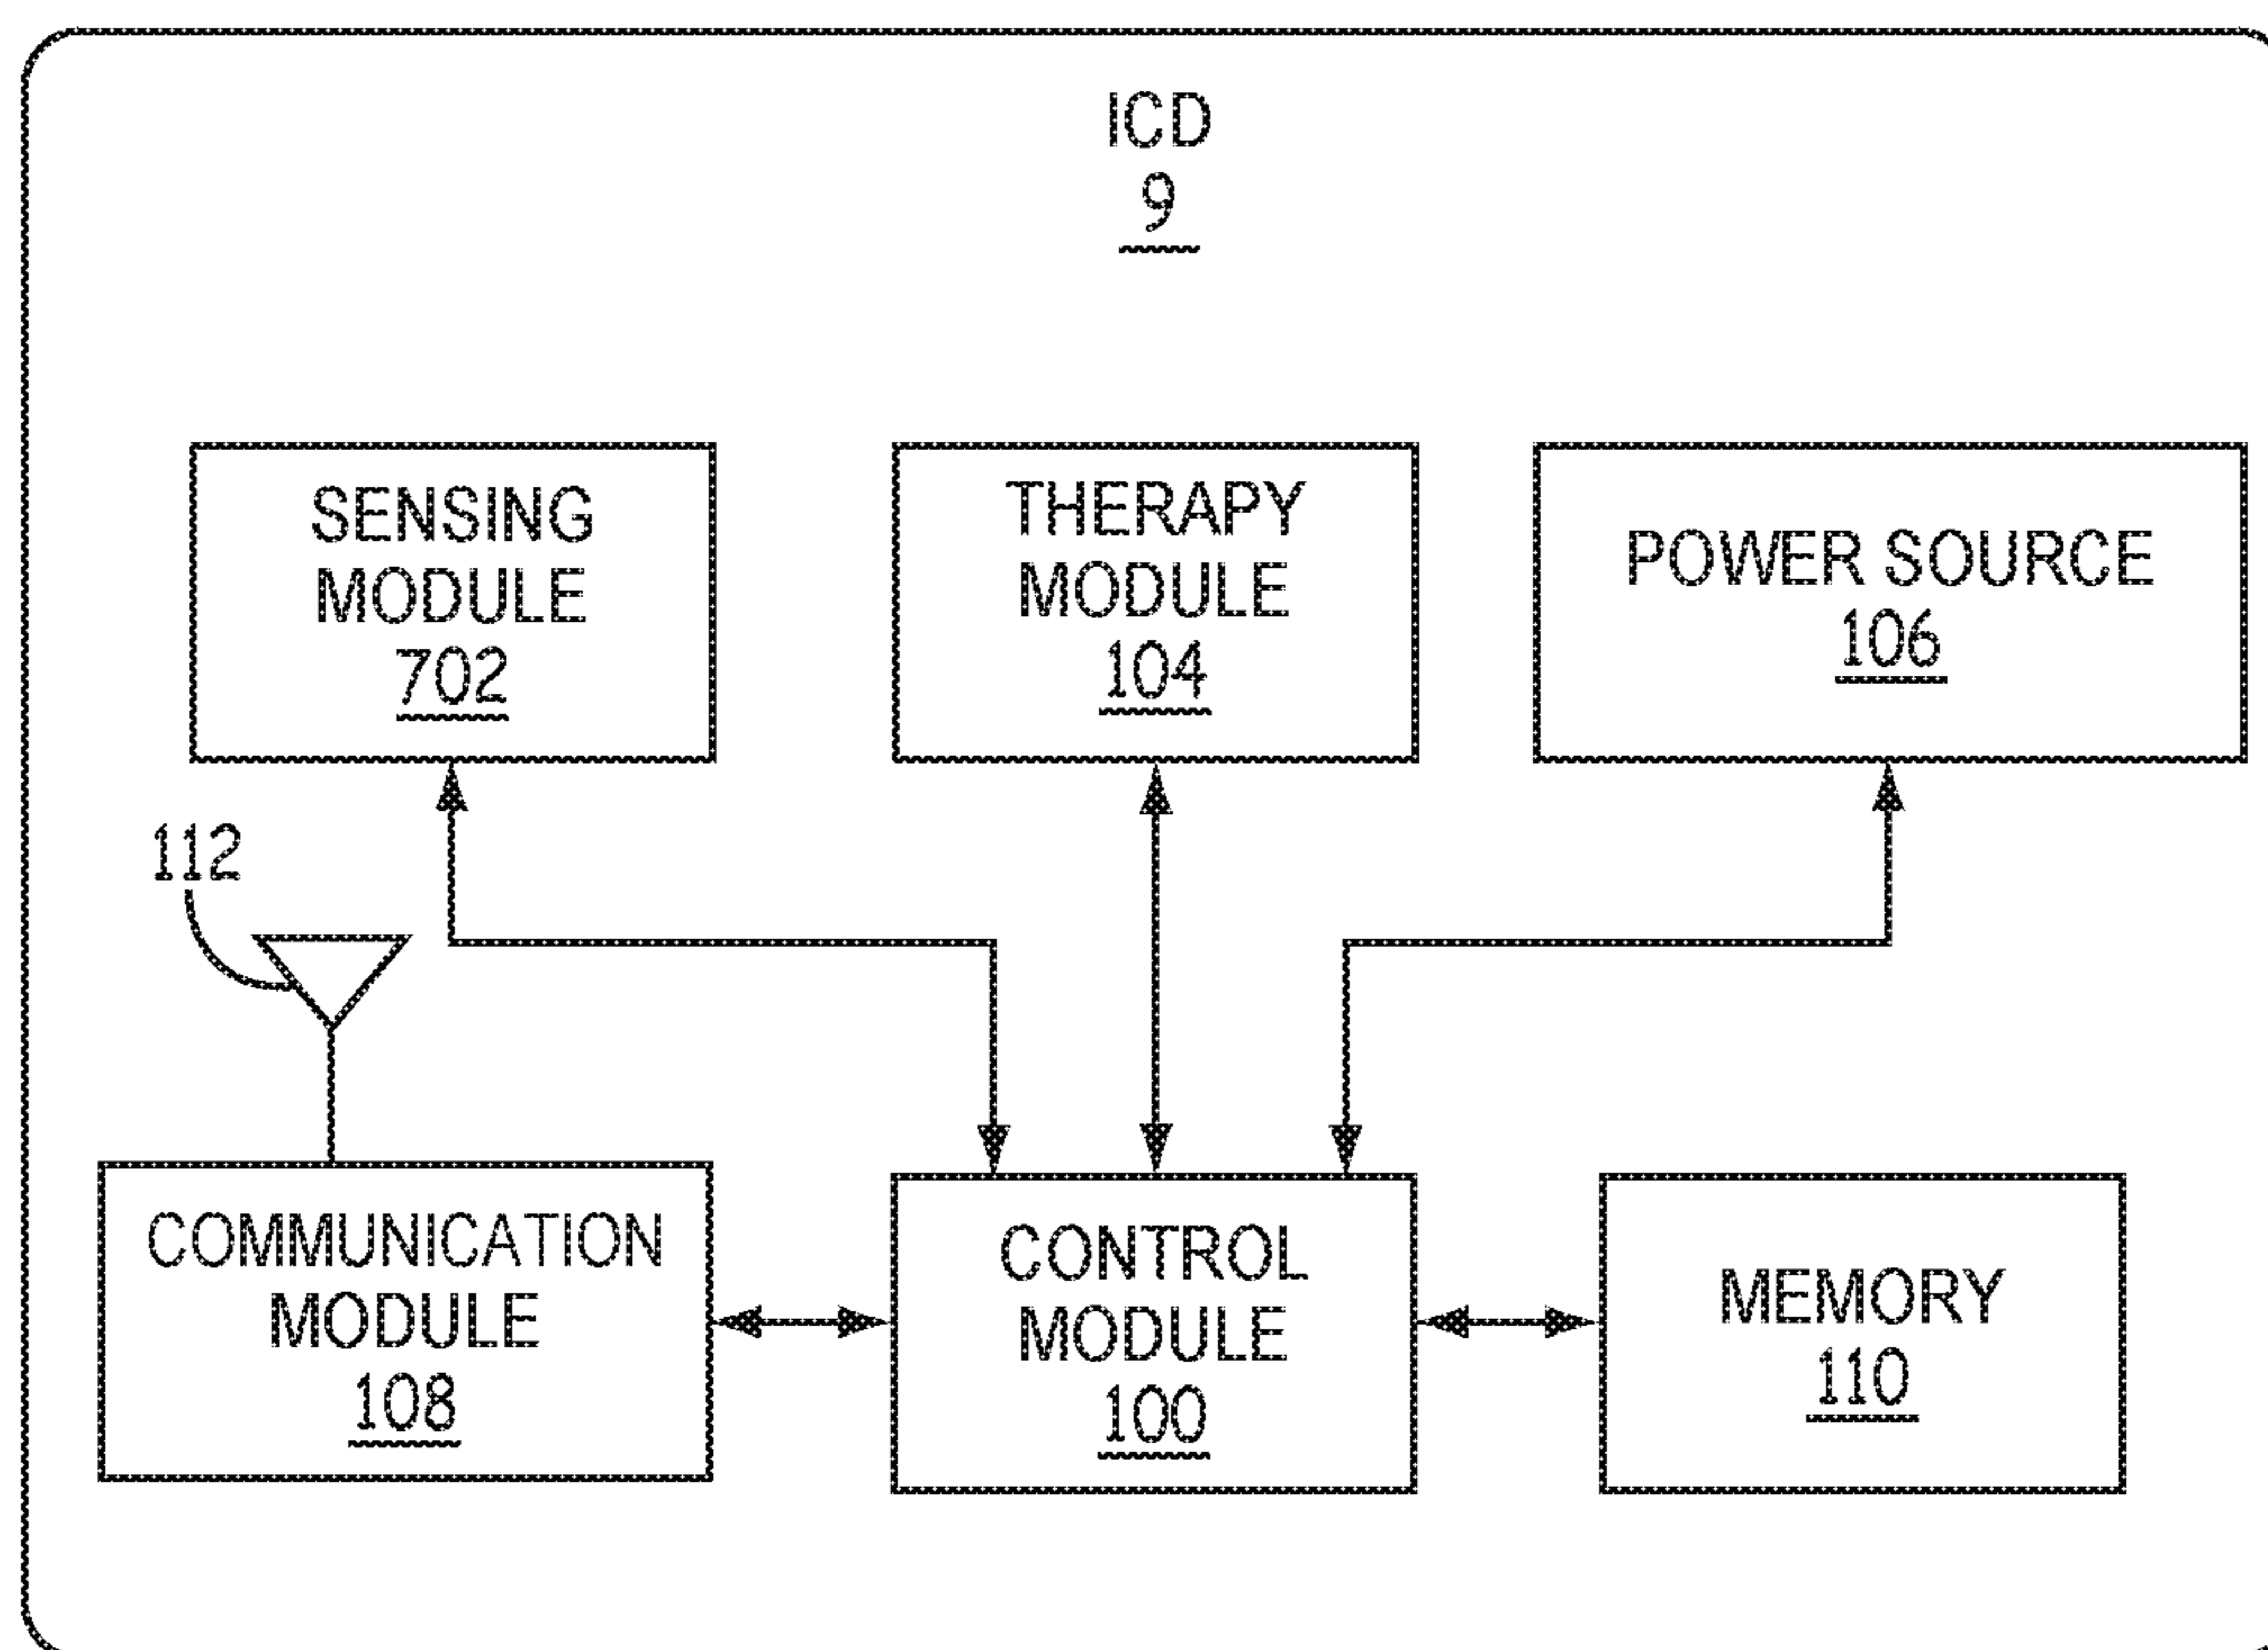 ICD
9
SENSING
MODULE
702
THERAPY
MODULE
104
POWER SOURCE
106
112
COMMUNICATION
MODULE
108
CONTROL
MODULE
100
MEMORY
110